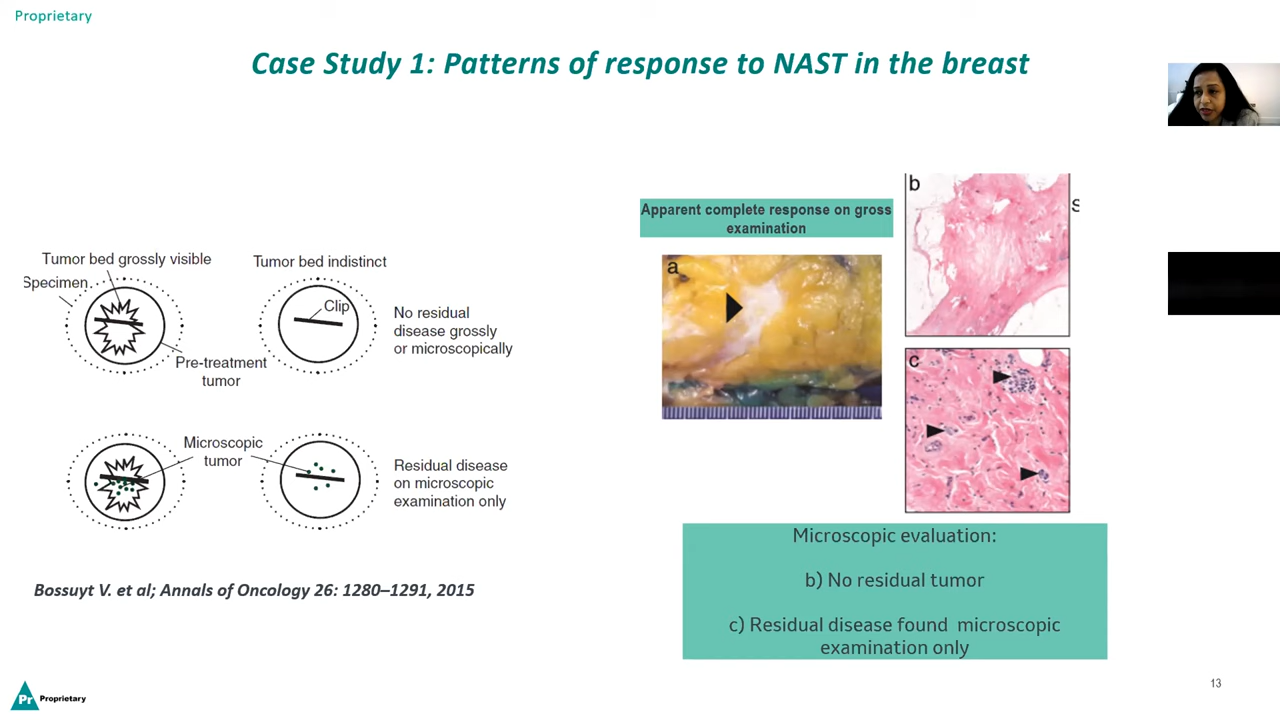 Proprietary
Case Study 1: Patterns of response to NAST in the breast
Tumor bed grossly visible
Specimen
Pre-treatment
tumor
Tumor bed indistinct
Clip
No residual
disease grossly
or microscopically
Microscopic
tumor
Residual disease
on microscopic
examination only
Bossuyt V. et al; Annals of Oncology 26: 1280–1291, 2015
Apparent complete response on gross
examination
a
b
S
c
Microscopic evaluation:
b) No residual tumor
c) Residual disease found microscopic
examination only
Pr Proprietary
13